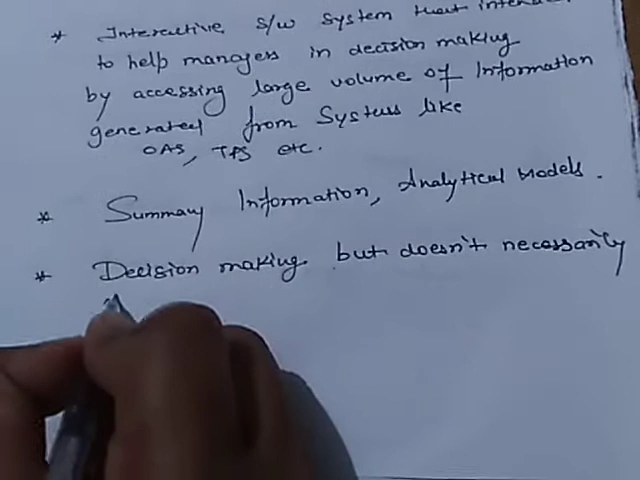 * Interactive S/W System that intend
to help managers in decision making
by accessing large volume of Information
generated from Systems like
OAS, TPS etc.
* Summary Information, Analytical Models.
* Decision making but doesn't necessarily